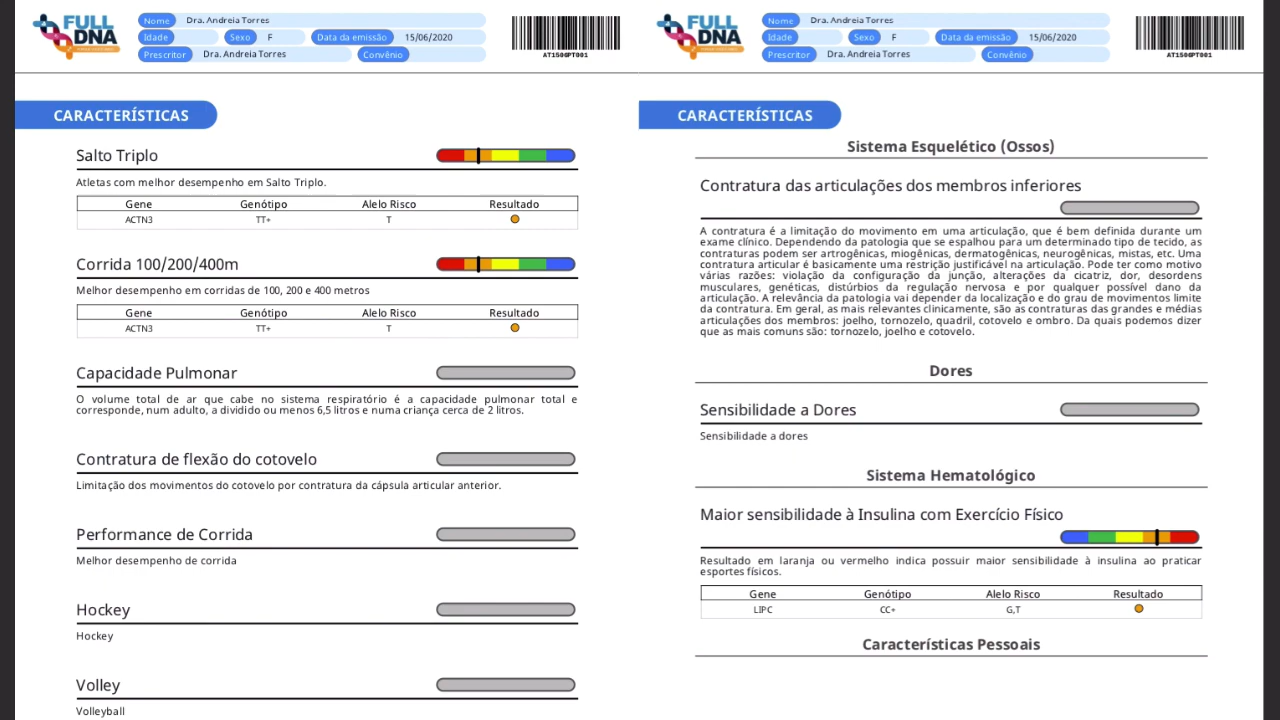 FULL
DNA
Nome Dra. Andreia Torres
Idade Sexo F Data da emissão 15/06/2020
Prescritor Dra. Andreia Torres Convênio
AT1506PT001
CARACTERÍSTICAS
Salto Triplo
Atletas com melhor desempenho em Salto Triplo.
Gene Genótipo Alelo Risco Resultado
ACTN3 TT+ T
Corrida 100/200/400m
Melhor desempenho em corridas de 100, 200 e 400 metros
Gene Genótipo Alelo Risco Resultado
ACTN3 TT+ T
Capacidade Pulmonar
O volume total de ar que cabe no sistema respiratório é a capacidade pulmonar total e
corresponde, num adulto, a dividido ou menos 6,5 litros e numa criança cerca de 2 litros.
Contratura de flexão do cotovelo
Limitação dos movimentos do cotovelo por contratura da cápsula articular anterior.
Performance de Corrida
Melhor desempenho de corrida
Hockey
Hockey
Volley
Volleyball
FULL
DNA
Nome Dra. Andreia Torres
Idade Sexo F Data da emissão 15/06/2020
Prescritor Dra. Andreia Torres Convênio
AT1506PT001
CARACTERÍSTICAS
Sistema Esquelético (Ossos)
Contratura das articulações dos membros inferiores
A contratura é a limitação do movimento em uma articulação, que é bem definida durante um
exame clínico. Dependendo da patologia que se espalhou para um determinado tipo de tecido, as
contraturas podem ser artrogênicas, miogênicas, dermatogênicas, neurogênicas, mistas, etc. Uma
contratura articular é basicamente uma restrição justificável na articulação. Pode ter como motivo
várias razões: violação da configuração da junção, alterações da cicatriz, dor, desordens
musculares, genéticas, distúrbios da regulação nervosa e por qualquer possível dano da
articulação. A relevância da patologia vai depender da localização e do grau de movimentos limite
da contratura. Em geral, as mais relevantes clinicamente, são as contraturas das grandes e médias
articulações dos membros: joelho, tornozelo, quadril, cotovelo e ombro. Da quais podemos dizer
que as mais comuns são: tornozelo, joelho e cotovelo.
Dores
Sensibilidade a Dores
Sensibilidade a dores
Sistema Hematológico
Maior sensibilidade à Insulina com Exercício Físico
Resultado em laranja ou vermelho indica possuir maior sensibilidade à insulina ao praticar
esportes físicos.
Gene Genótipo Alelo Risco Resultado
LIPC CC+ G,T
Características Pessoais